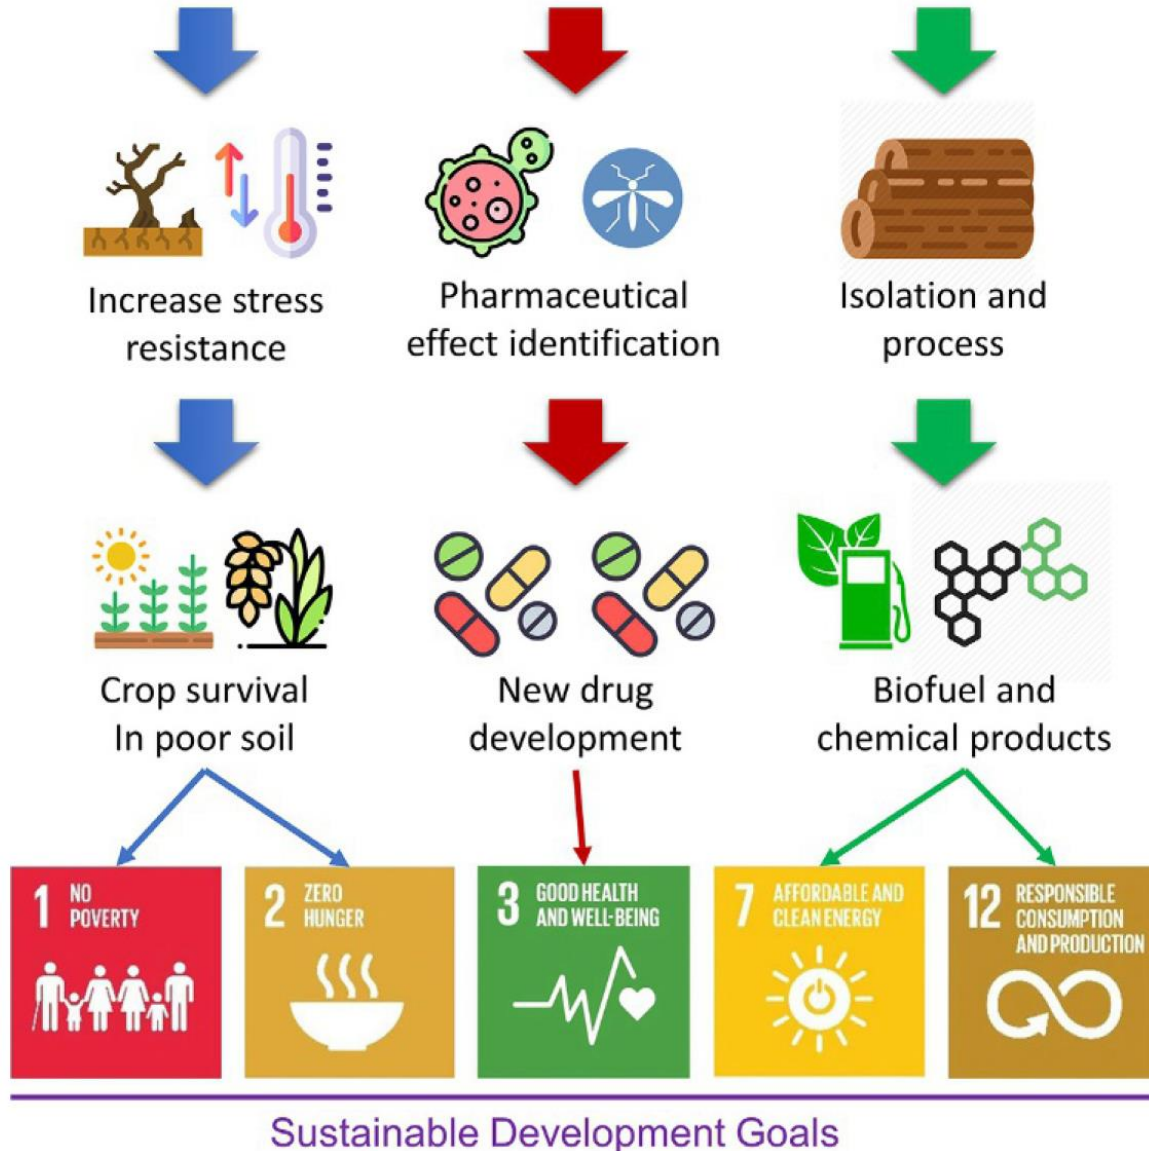 Increase stress
resistance
Pharmaceutical
effect identification
Isolation and
process
Crop survival
In poor soil
New drug
development
Biofuel and
chemical products
1 NO
POVERTY
2 ZERO
HUNGER
3 GOOD HEALTH
AND WELL-BEING
7 AFFORDABLE AND
CLEAN ENERGY
12 RESPONSIBLE
CONSUMPTION
AND PRODUCTION
Sustainable Development Goals